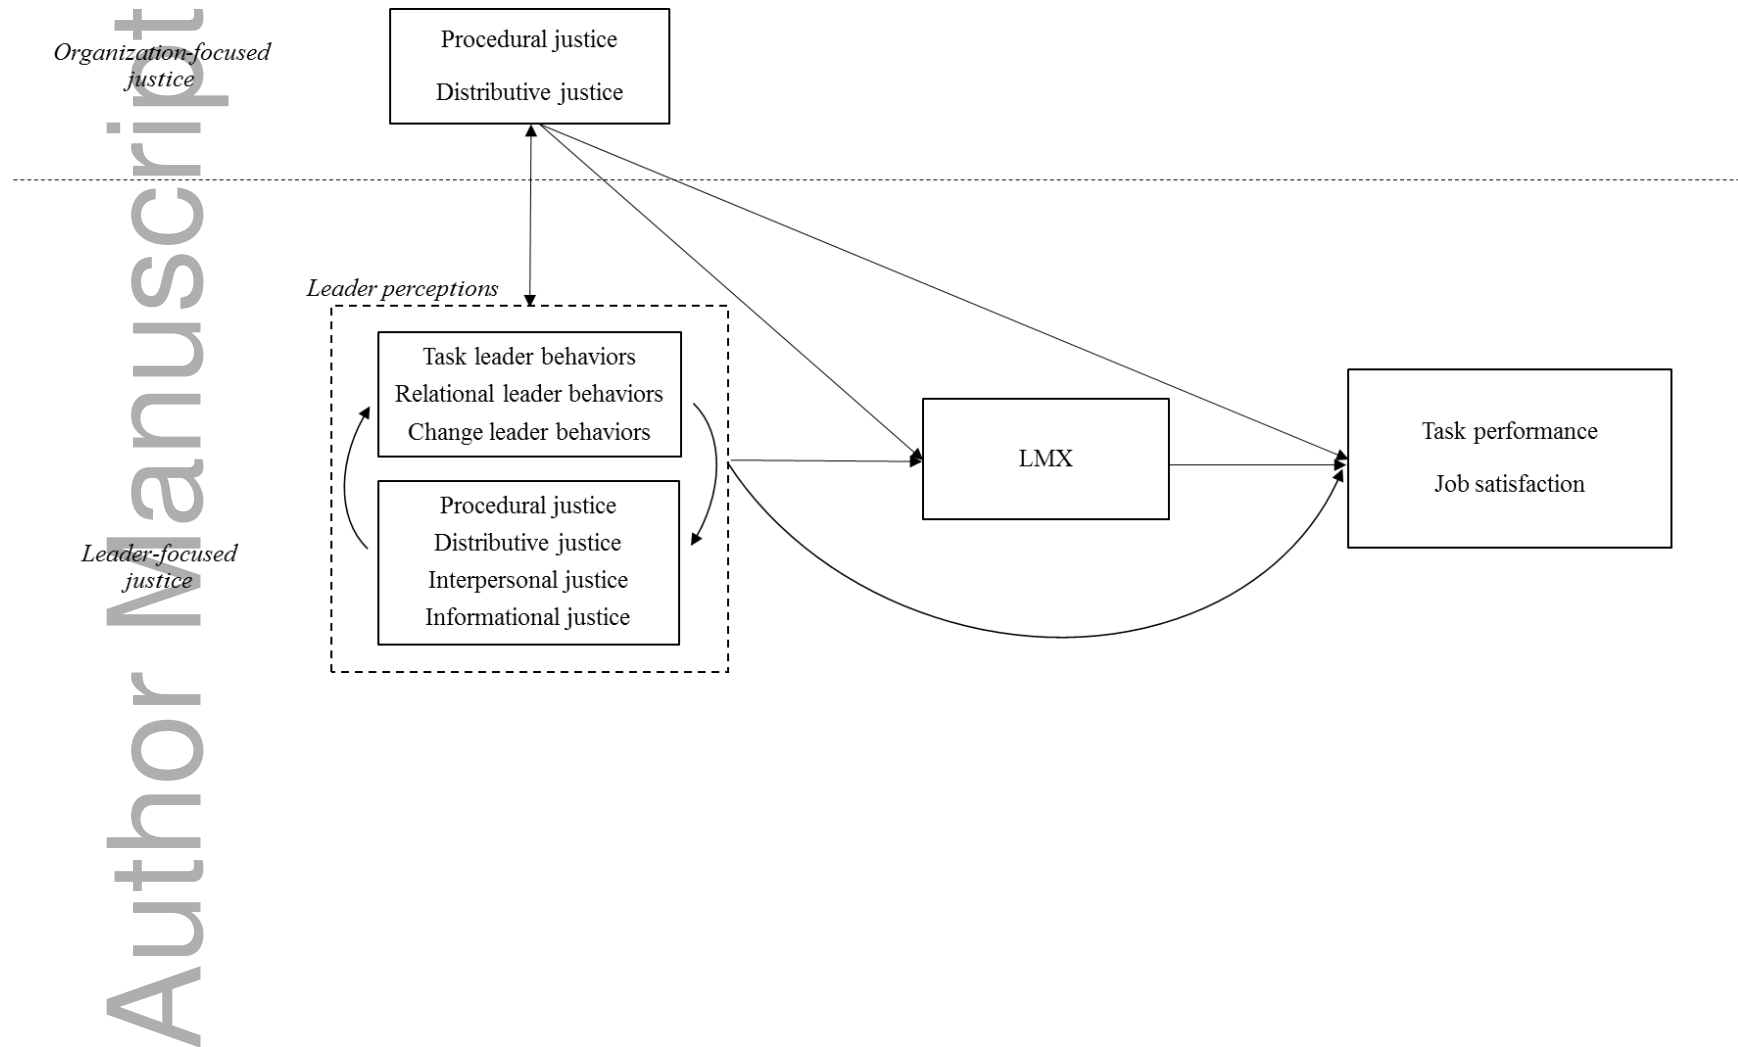 Organization-focused
justice
Procedural justice
Distributive justice
Leader perceptions
Task leader behaviors
Relational leader behaviors
Change leader behaviors
Procedural justice
Distributive justice
Interpersonal justice
Informational justice
Leader-focused
justice
LMX
Task performance
Job satisfaction
Author Manuscript